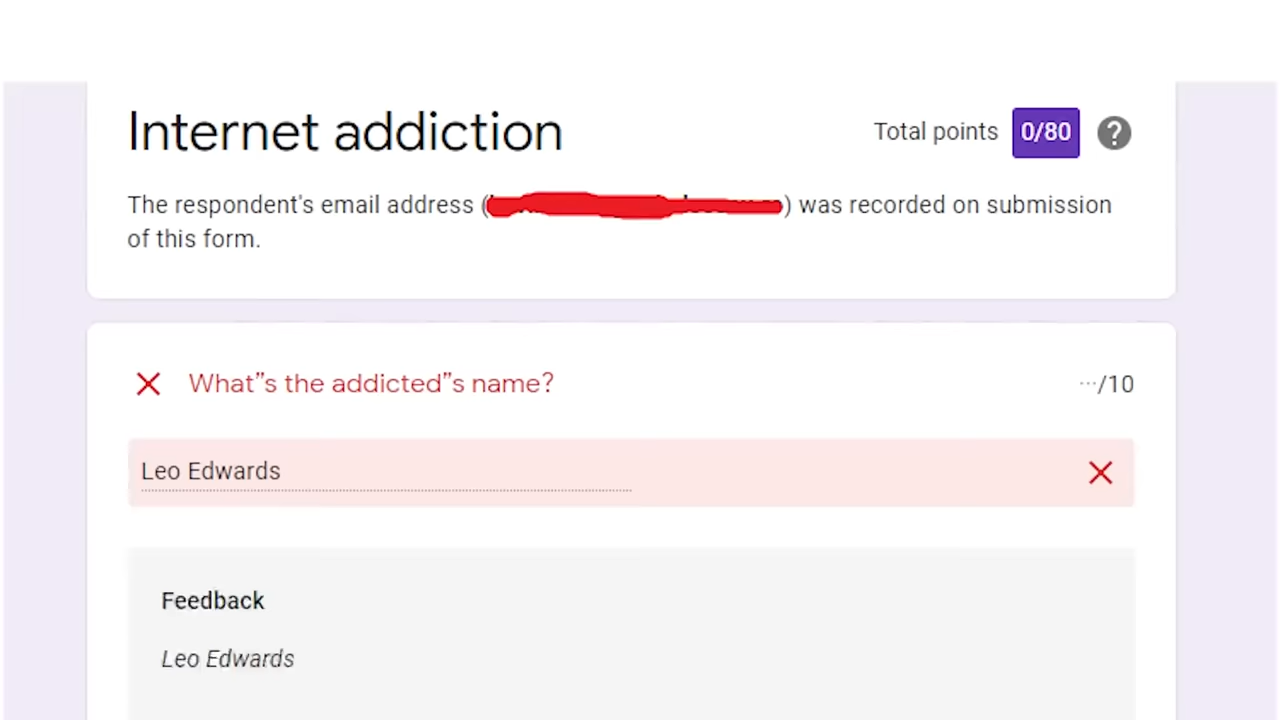 Internet addiction
Total points 0/80
The respondent's email address () was recorded on submission
of this form.
What”s the addicted”s name?
···/10
Leo Edwards
Feedback
Leo Edwards